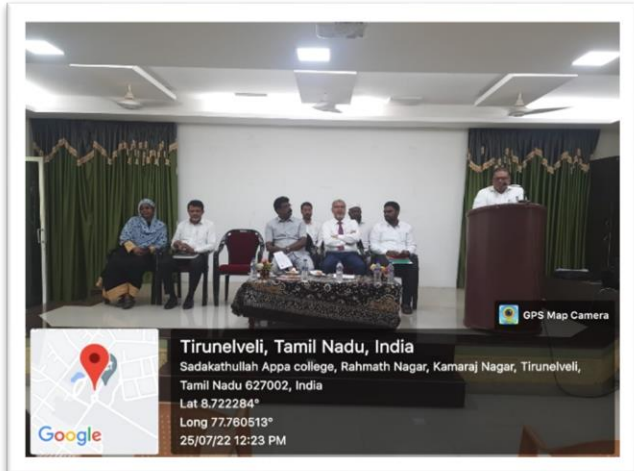 GPS Map Camera
Tirunelveli, Tamil Nadu, India
Sadakathullah Appa college, Rahmath Nagar, Kamaraj Nagar, Tirunelveli,
Tamil Nadu 627002, India
Lat 8.722284°
Long 77.760513°
25/07/22 12:23 PM
Google